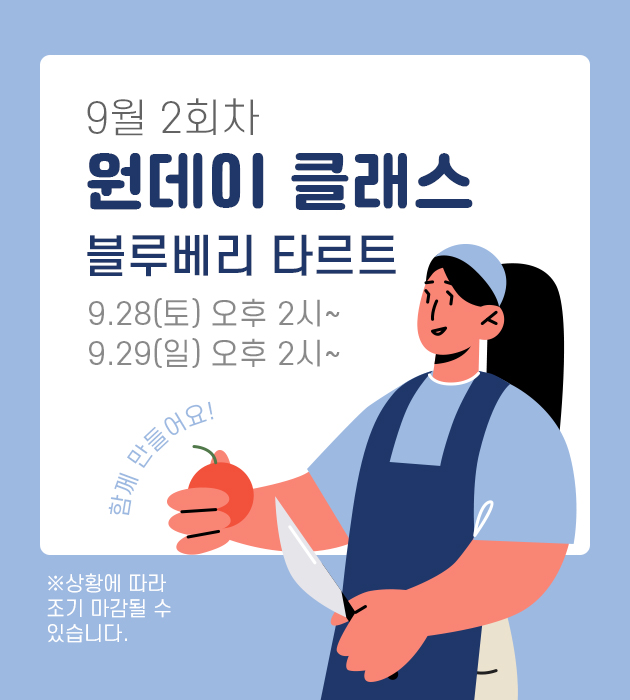 9월 2회차
원데이 클래스
블루베리 타르트
9.28(토) 오후 2시~
9.29(일) 오후 2시~
함께 만들어요!
※상황에 따라
조기 마감될 수
있습니다.